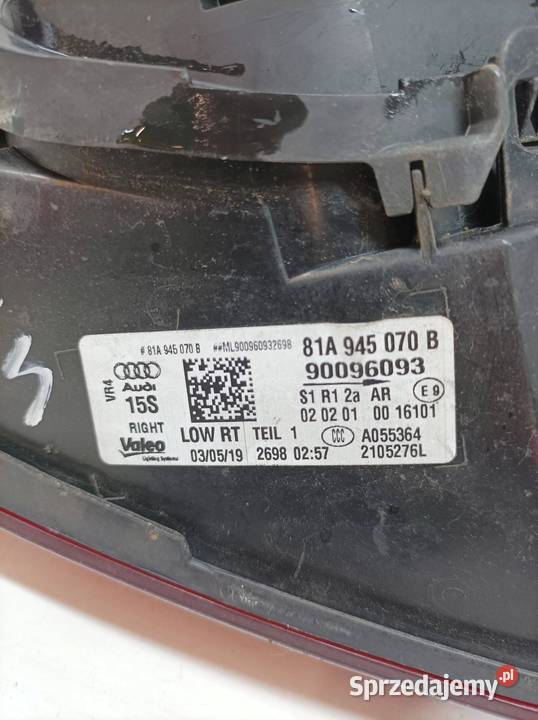 # 81A 945 070 B ##ML900960932698 81A 945 070 B
90096093
VR4
Audi
15S
S1 R1 2a AR E9
02 02 01 00 16101
RIGHT LOW RT TEIL 1 CCC A055364
Valeo
Lighting Systems
03/05/19 2698 02:57 2105276L
Sprzedajemy.pl